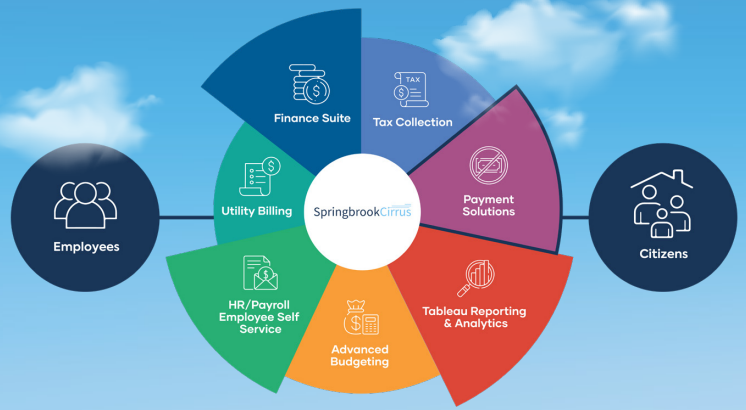 Finance Suite
TAX
Tax Collection
Utility Billing
SpringbrookCirrus
Payment
Solutions
Employees
Citizens
HR/Payroll
Employee Self
Service
Tableau Reporting
& Analytics
Advanced
Budgeting